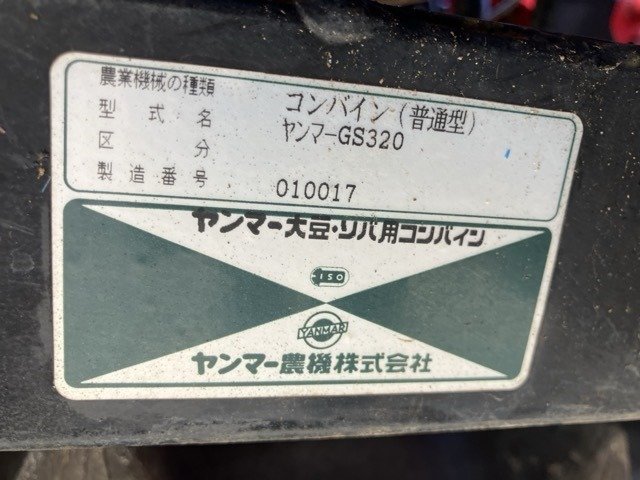 農業機械の種類 コンバイン(普通型)
型式名 ヤンマーGS320
区分
製造番号 010017
ヤンマー大豆・ソバ用コンバイン
ISO
YANMAR
ヤンマー農機株式会社